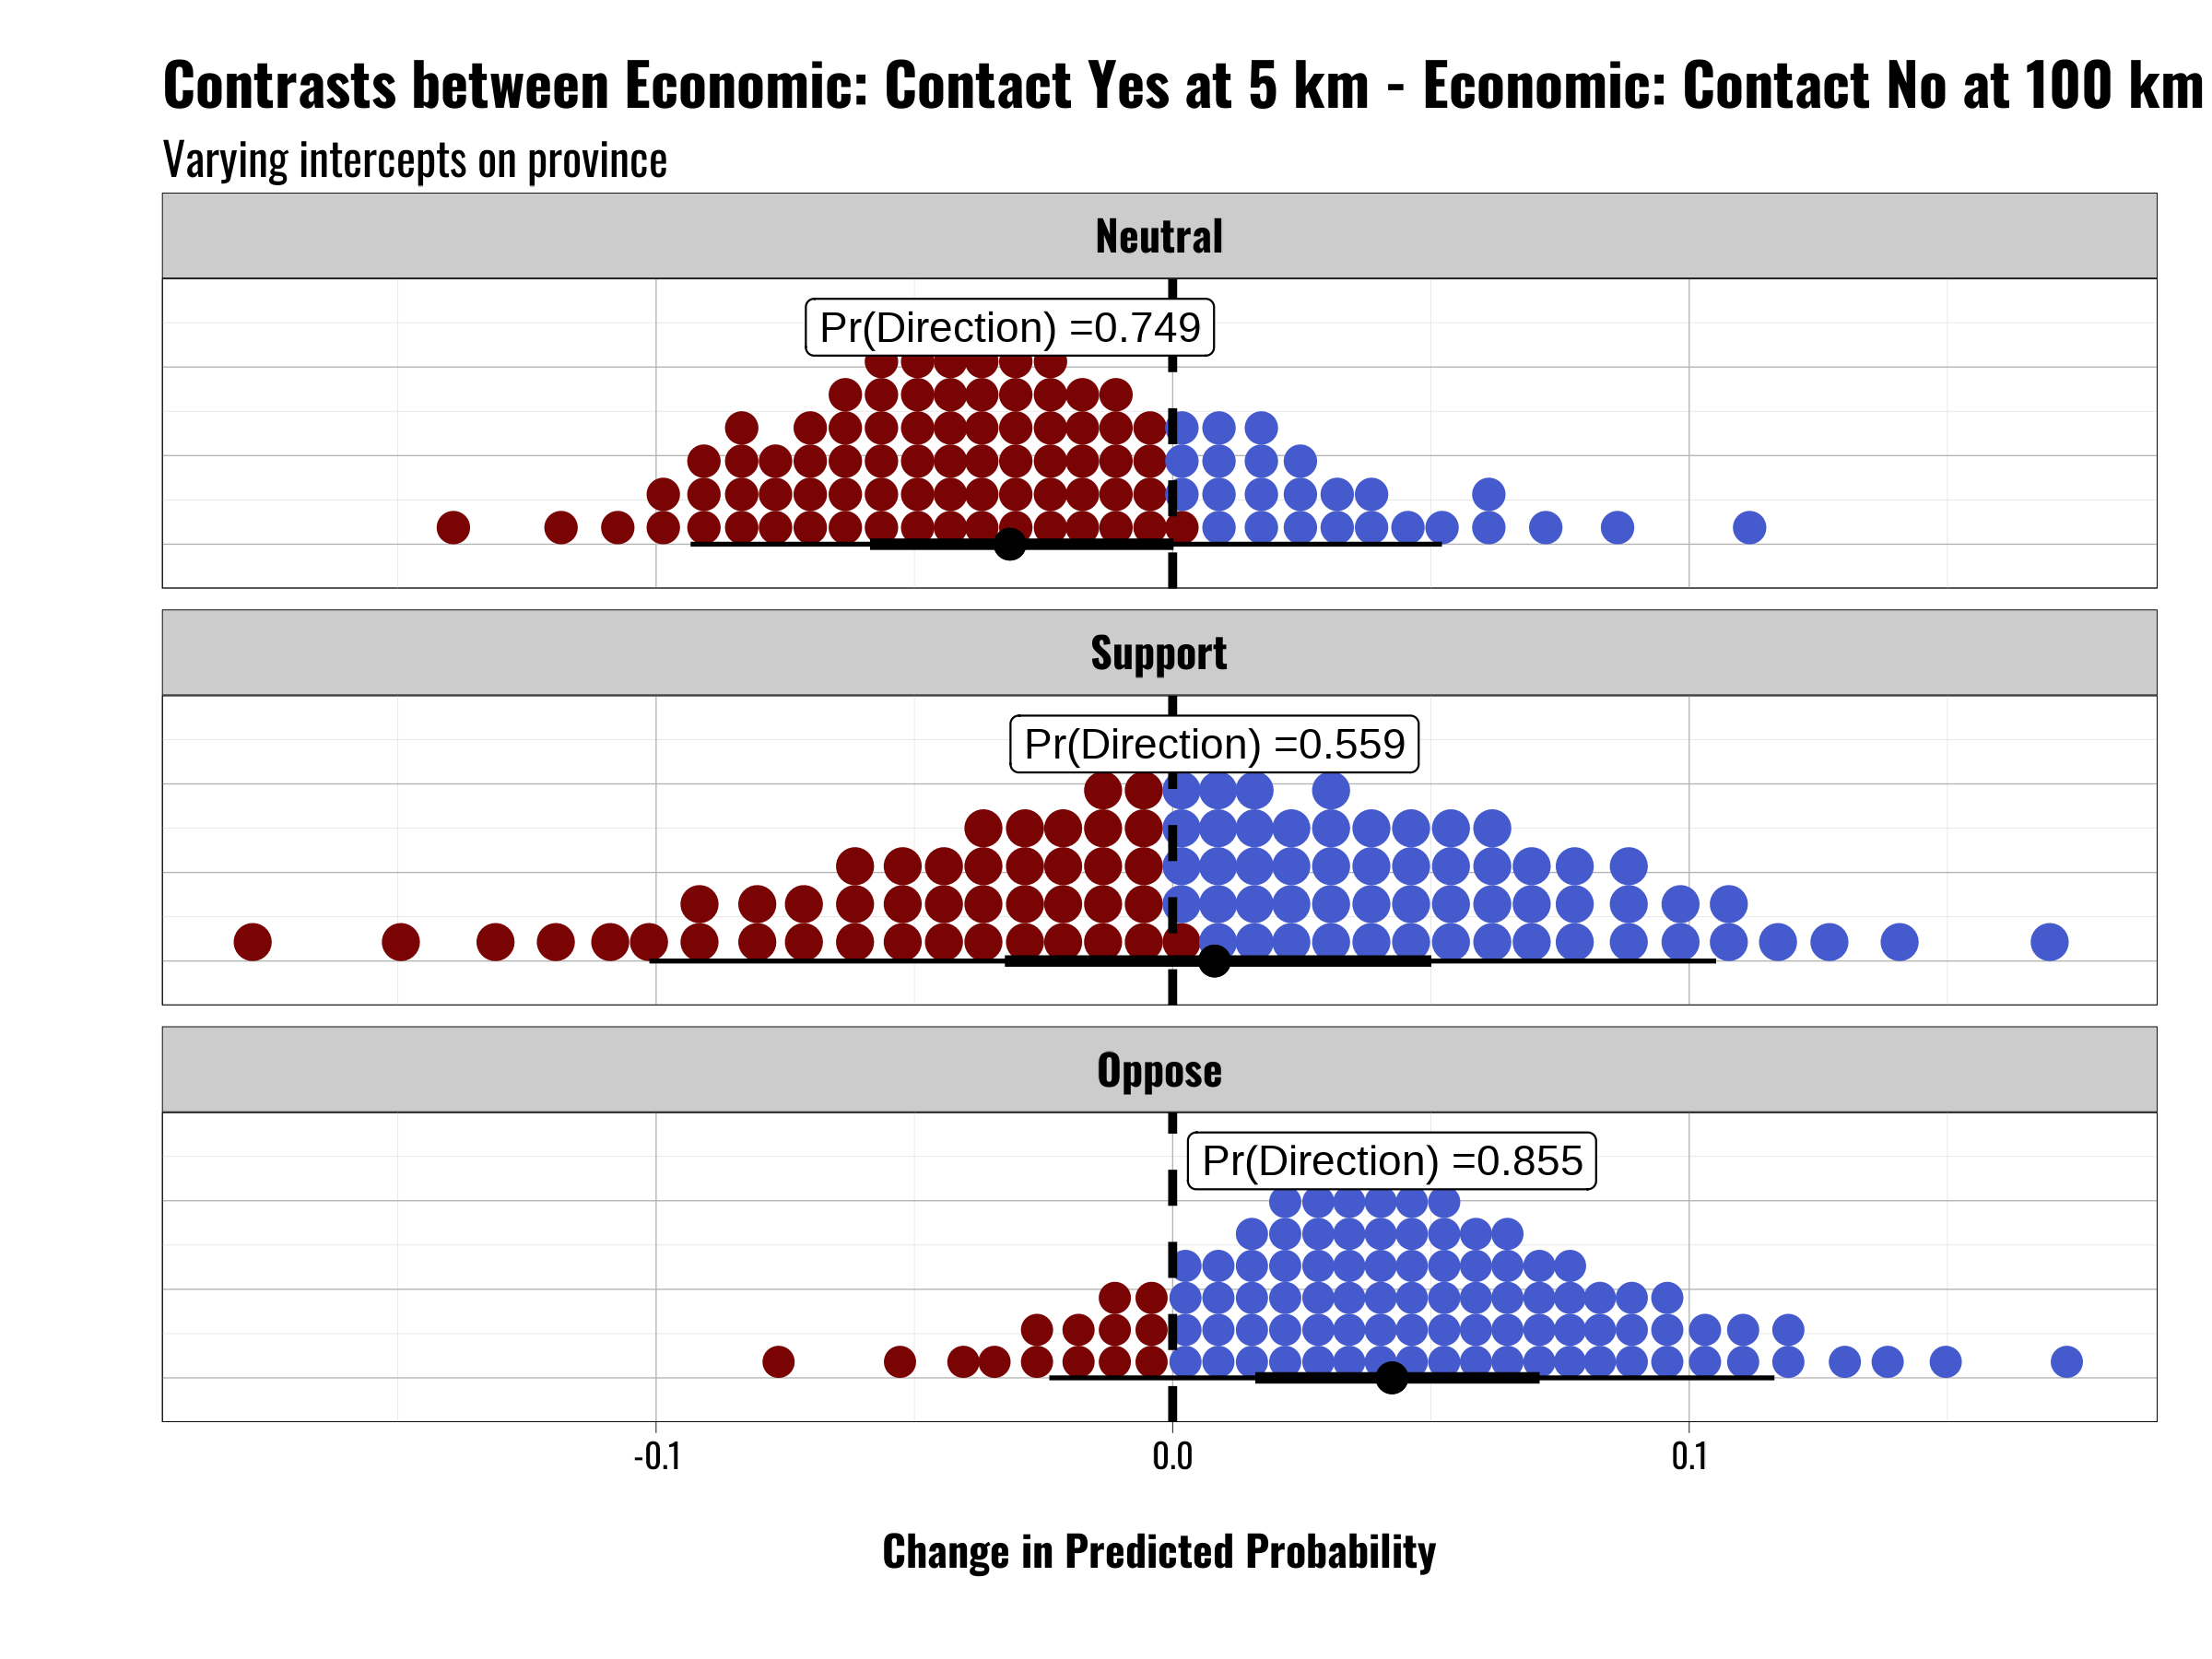 Contrasts between Economic: Contact Yes at 5 km - Economic: Contact No at 100 km
Varying intercepts on province
Neutral
Pr(Direction) =0.749
Support
Pr(Direction) =0.559
Oppose
Pr(Direction) =0.855
-0.1
0.0
0.1
Change in Predicted Probability